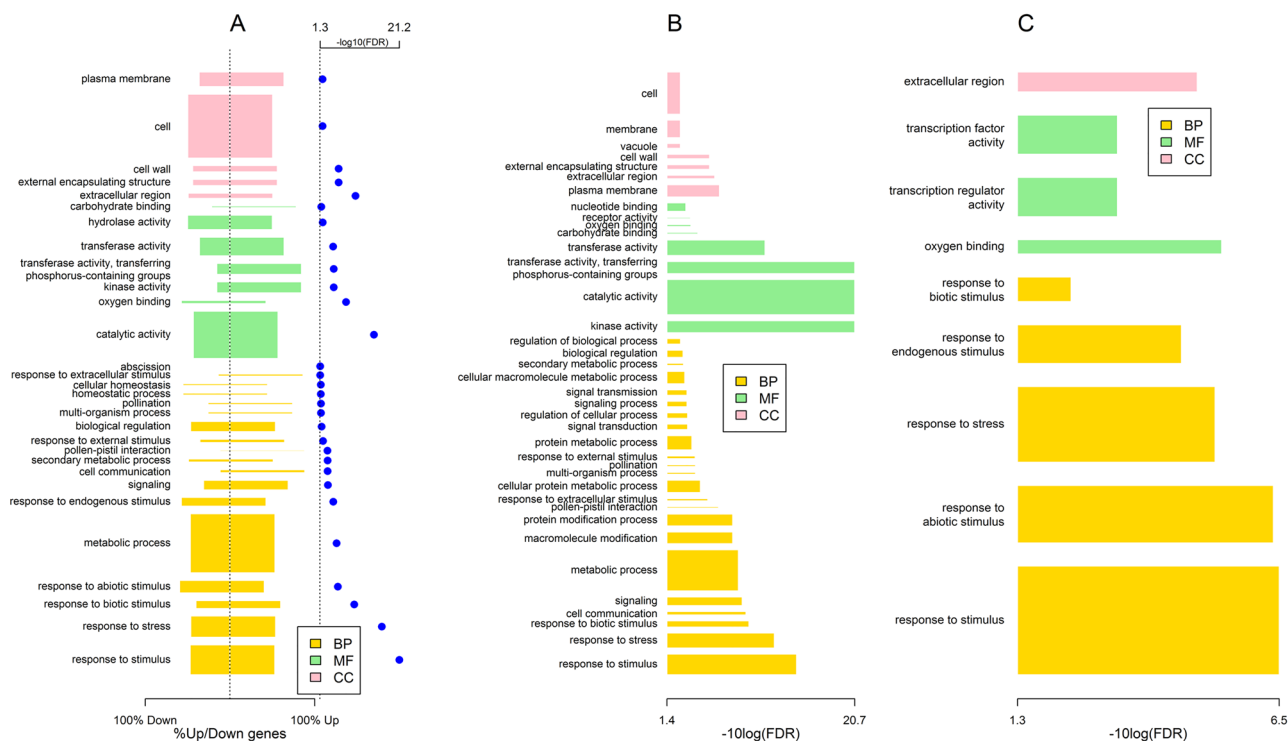 A
1.3
21.2
-log10(FDR)
plasma membrane
cell
cell wall
external encapsulating structure
extracellular region
carbohydrate binding
hydrolase activity
transferase activity
transferase activity, transferring
phosphorus-containing groups
kinase activity
oxygen binding
catalytic activity
abscission
response to extracellular stimulus
cellular homeostasis
homeostatic process
pollination
multi-organism process
biological regulation
response to external stimulus
pollen-pistil interaction
secondary metabolic process
cell communication
signaling
response to endogenous stimulus
metabolic process
response to abiotic stimulus
response to biotic stimulus
response to stress
response to stimulus
BP
MF
CC
100% Down
100% Up
%Up/Down genes
B
cell
membrane
vacuole
cell wall
external encapsulating structure
extracellular region
plasma membrane
nucleotide binding
receptor activity
oxygen binding
carbohydrate binding
transferase activity
transferase activity, transferring
phosphorus-containing groups
catalytic activity
kinase activity
regulation of biological process
biological regulation
secondary metabolic process
cellular macromolecule metabolic process
signal transmission
signaling process
regulation of cellular process
signal transduction
protein metabolic process
response to external stimulus
pollination
multi-organism process
cellular protein metabolic process
response to extracellular stimulus
pollen-pistil interaction
protein modification process
macromolecule modification
metabolic process
signaling
cell communication
response to biotic stimulus
response to stress
response to stimulus
BP
MF
CC
1.4
20.7
-10log(FDR)
C
extracellular region
transcription factor
activity
transcription regulator
activity
oxygen binding
response to
biotic stimulus
response to
endogenous stimulus
response to stress
response to
abiotic stimulus
response to stimulus
BP
MF
CC
1.3
6.5
-10log(FDR)